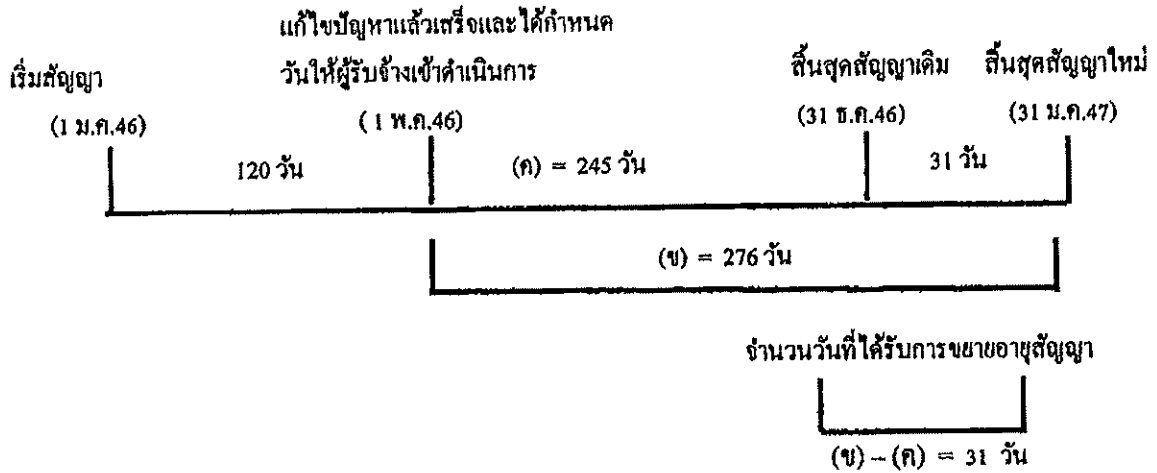 แก้ไขปัญหาแล้วเสร็จและได้กำหนด
วันให้ผู้รับจ้างเข้าดำเนินการ
เริ่มสัญญา
สิ้นสุดสัญญาเดิม
สิ้นสุดสัญญาใหม่
(1 ม.ค.46)
( 1 พ.ค.46)
(31 ธ.ค.46)
(31 ม.ค.47)
120 วัน
(ค) = 245 วัน
31 วัน
(ข) = 276 วัน
จำนวนวันที่ได้รับการขยายอายุสัญญา
(ข) – (ค) = 31 วัน